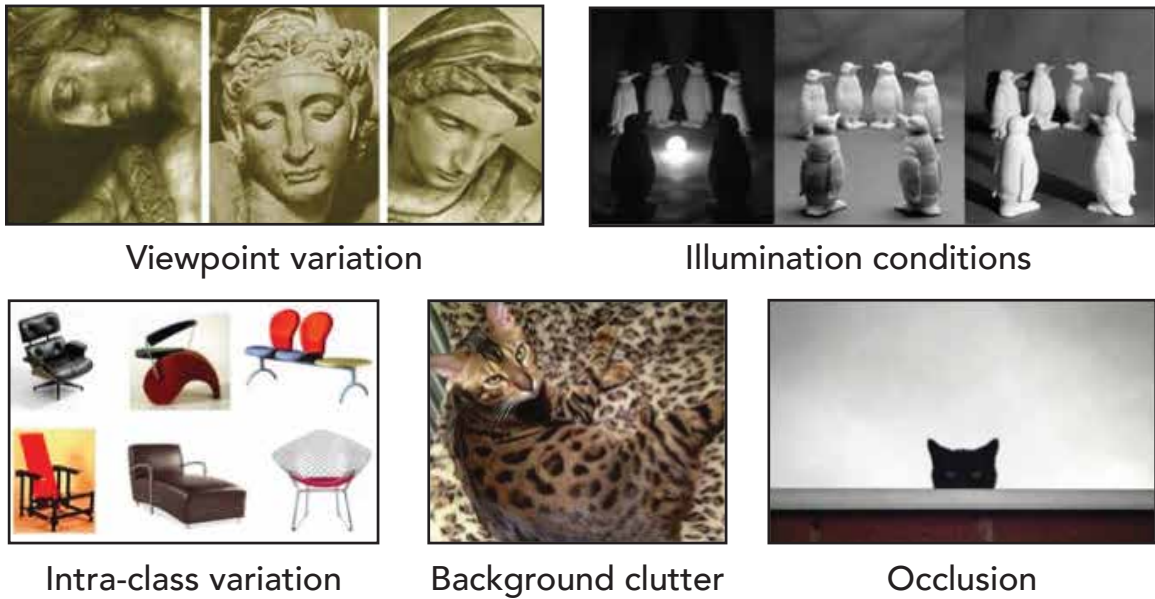 Viewpoint variation
Illumination conditions
Intra-class variation
Background clutter
Occlusion